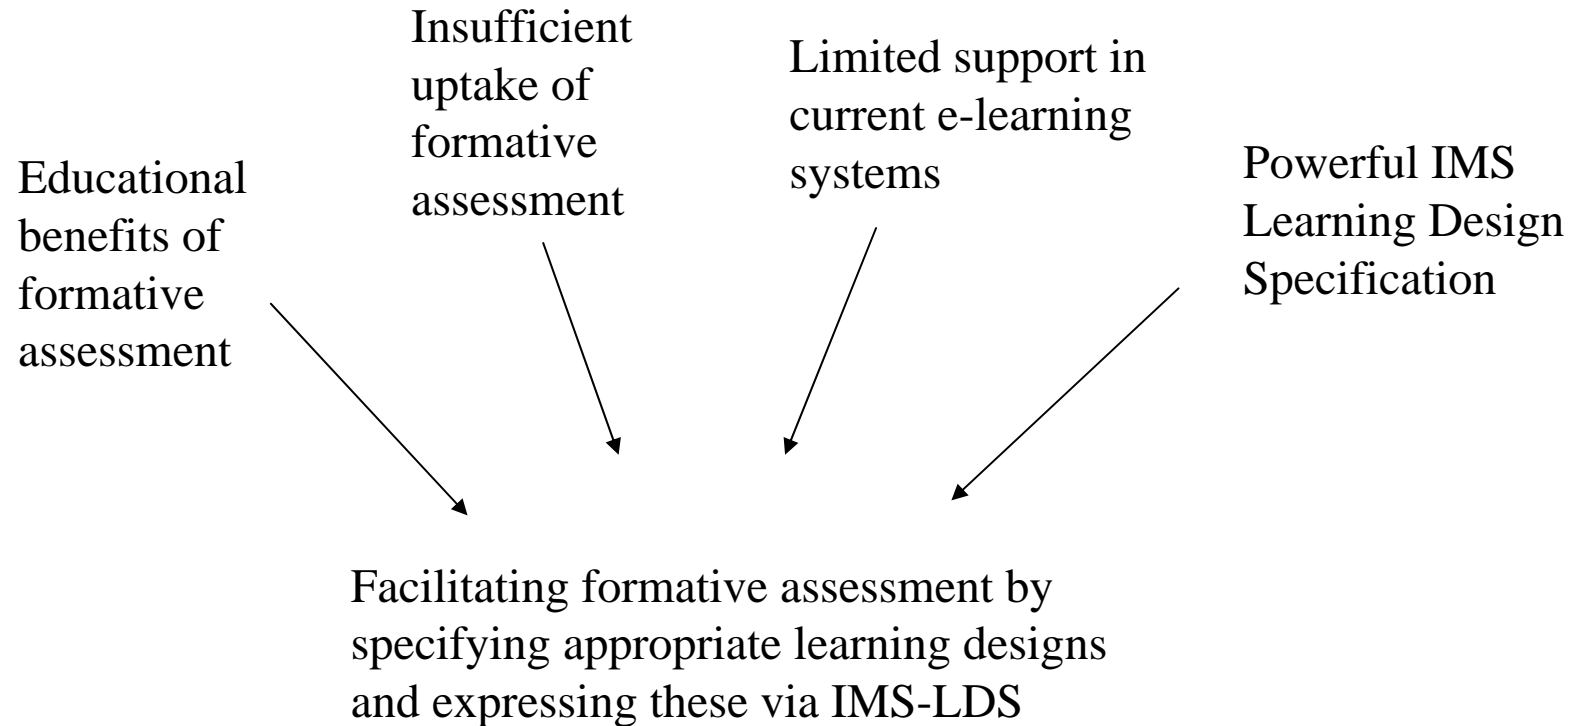 Educational
benefits of
formative
assessment
Insufficient
uptake of
formative
assessment
Limited support in
current e-learning
systems
Powerful IMS
Learning Design
Specification
Facilitating formative assessment by
specifying appropriate learning designs
and expressing these via IMS-LDS